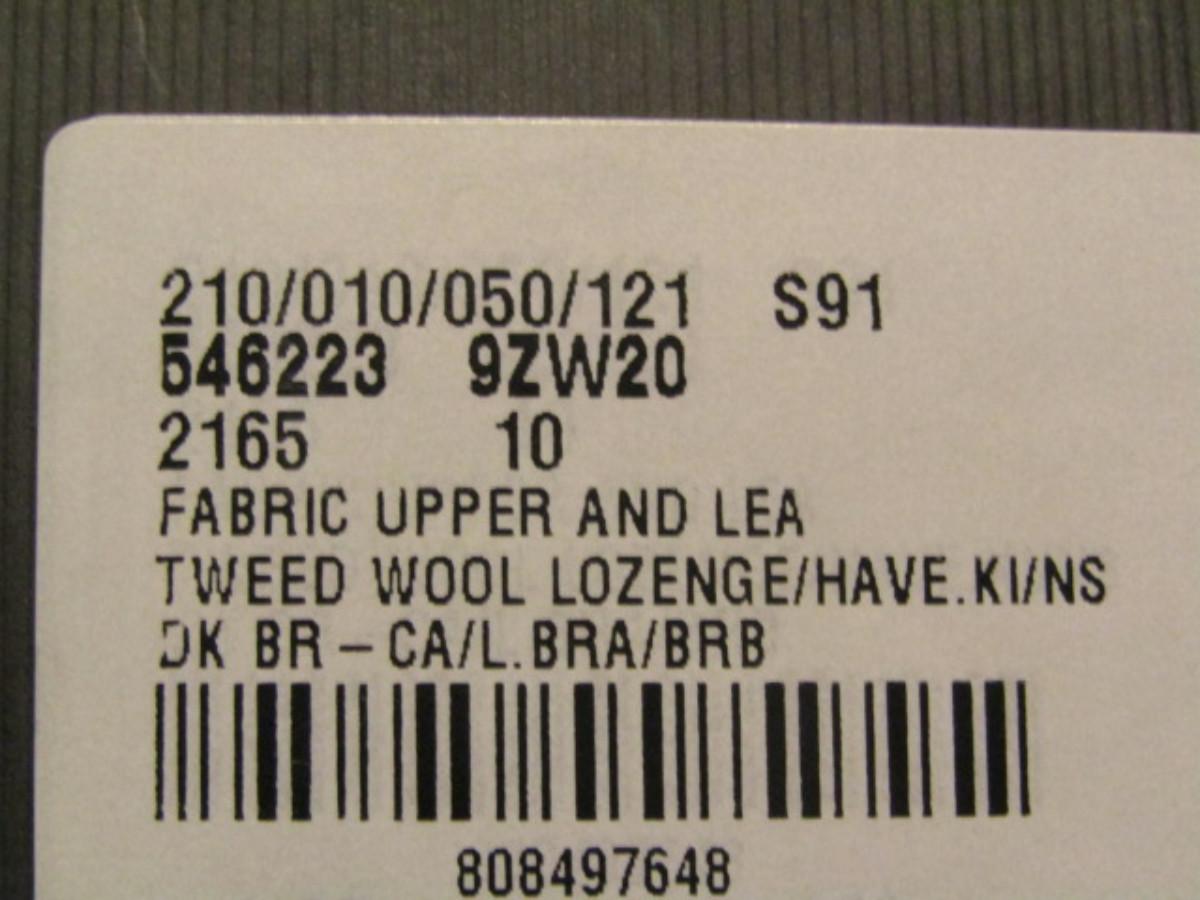 210/010/050/121 S91
546223 9ZW20
2165 10
FABRIC UPPER AND LEA
TWEED WOOL LOZENGE/HAVE.KI/NS
DK BR – CA/L.BRA/BRB
808497648